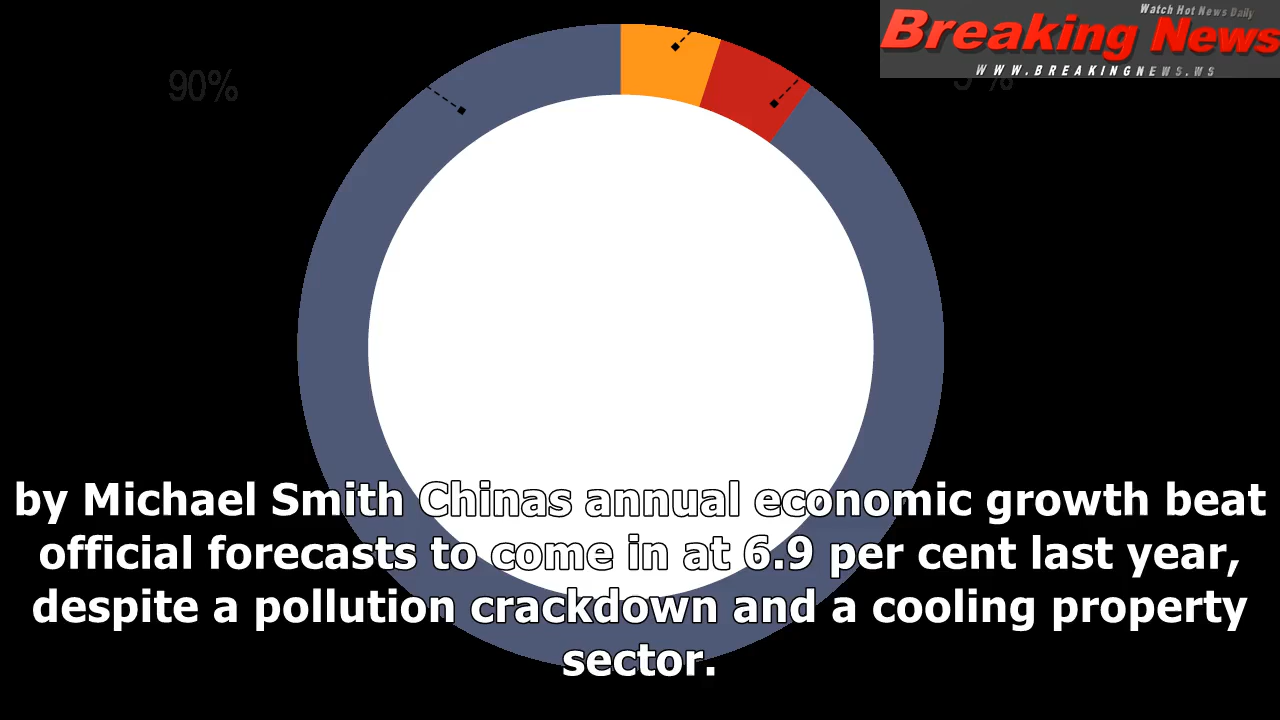 Watch Hot News Daily
Breaking News
WWW.BREAKINGNEWS.WS
90%
by Michael Smith Chinas annual economic growth beat
official forecasts to come in at 6.9 per cent last year,
despite a pollution crackdown and a cooling property
sector.